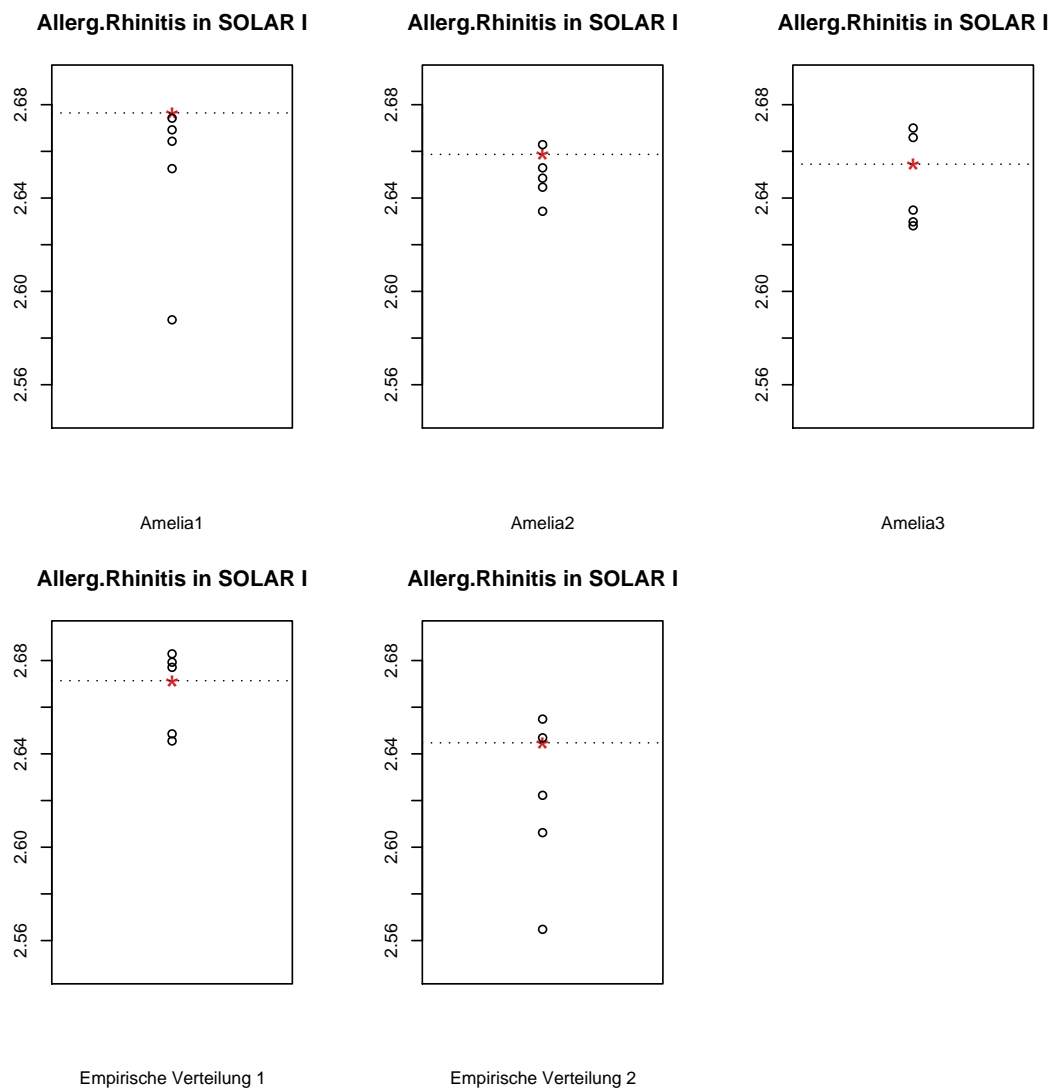 Allerg.Rhinitis in SOLAR I
Allerg.Rhinitis in SOLAR I
Allerg.Rhinitis in SOLAR I
2.68
2.64
2.60
2.56
2.68
2.64
2.60
2.56
2.68
2.64
2.60
2.56
Amelia1
Amelia2
Amelia3
Allerg.Rhinitis in SOLAR I
Allerg.Rhinitis in SOLAR I
2.68
2.64
2.60
2.56
2.68
2.64
2.60
2.56
Empirische Verteilung 1
Empirische Verteilung 2